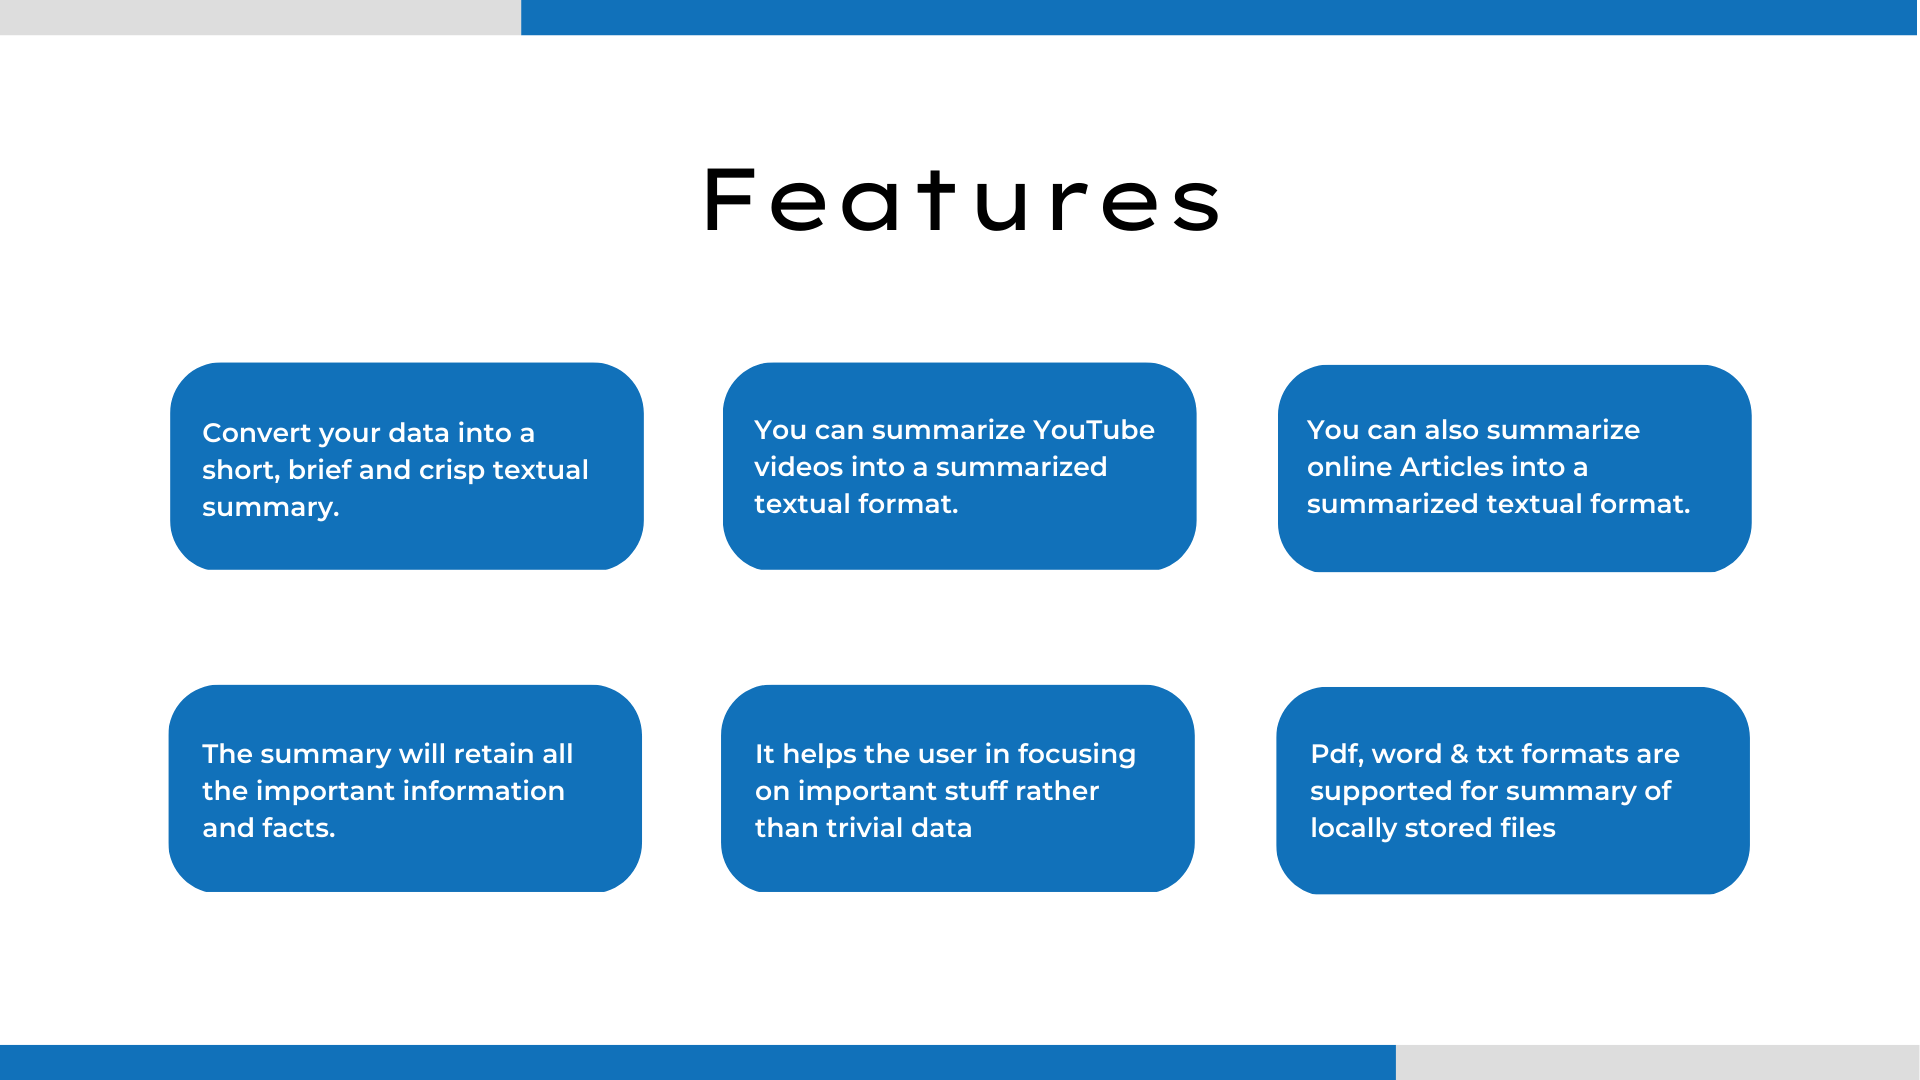 Features
Convert your data into a
short, brief and crisp textual
summary.
You can summarize YouTube
videos into a summarized
textual format.
You can also summarize
online Articles into a
summarized textual format.
The summary will retain all
the important information
and facts.
It helps the user in focusing
on important stuff rather
than trivial data
Pdf, word & txt formats are
supported for summary of
locally stored files